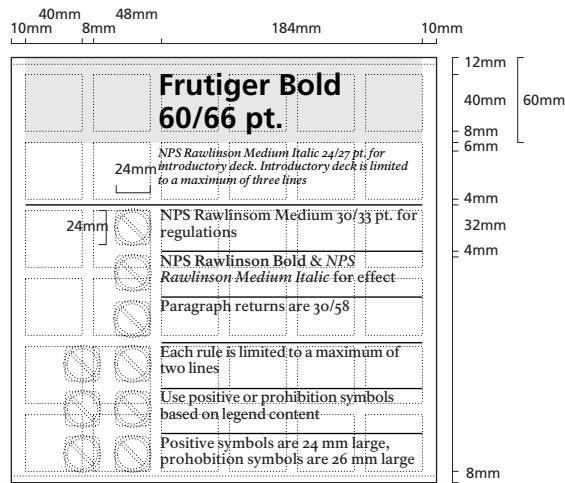 40mm 48mm
10mm 8mm 184mm 10mm
12mm
Frutiger Bold
60/66 pt.
40mm 60mm
8mm
6mm
NPS Rawlinson Medium Italic 24/27 pt. for
introductory deck. Introductory deck is limited
to a maximum of three lines
24mm
4mm
NPS Rawlinsom Medium 30/33 pt. for
regulations
24mm
32mm
4mm
NPS Rawlinson Bold & NPS
Rawlinson Medium Italic for effect
Paragraph returns are 30/58
Each rule is limited to a maximum of
two lines
Use positive or prohibition symbols
based on legend content
Positive symbols are 24 mm large,
prohobition symbols are 26 mm large
8mm